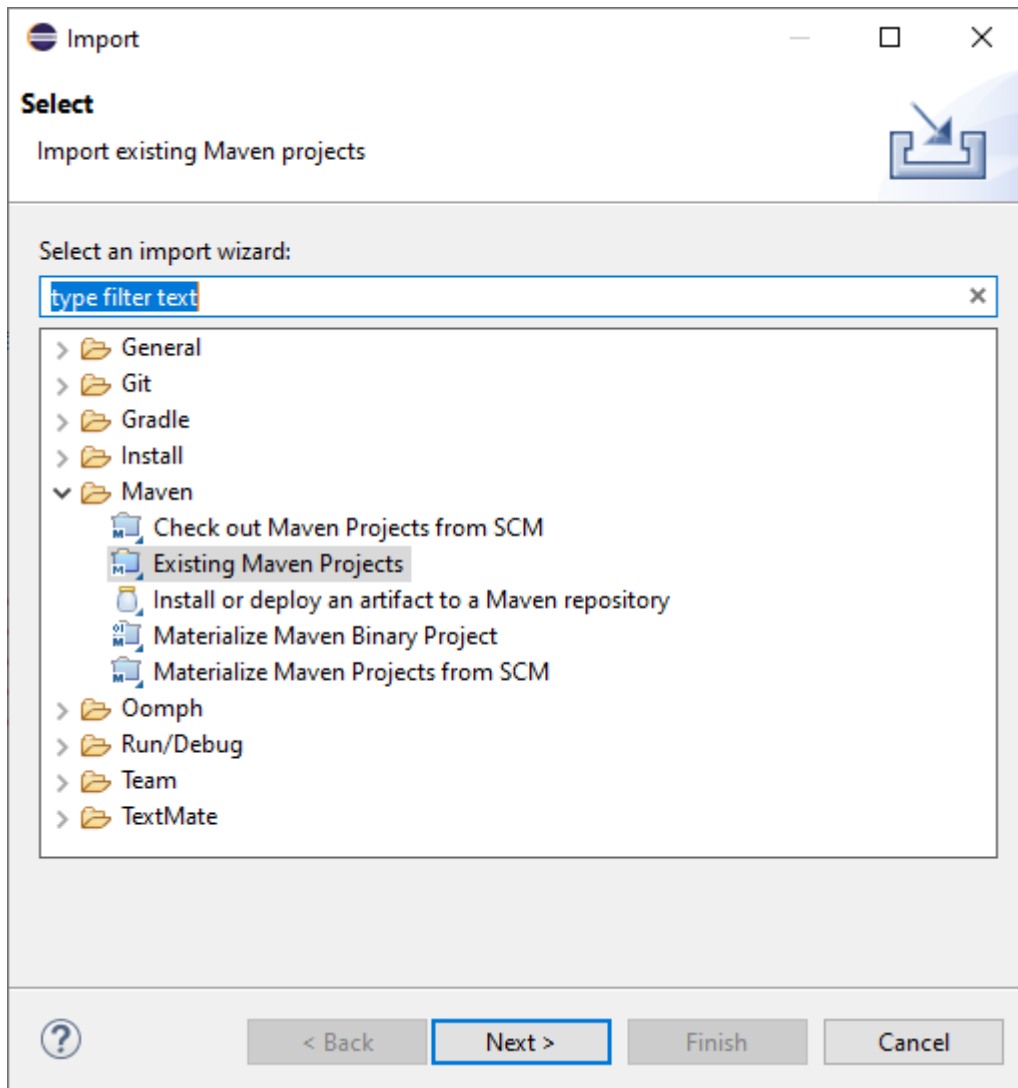 Import
Select
Import existing Maven projects
Select an import wizard:
type filter text
General
Git
Gradle
Install
Maven
Check out Maven Projects from SCM
Existing Maven Projects
Install or deploy an artifact to a Maven repository
Materialize Maven Binary Project
Materialize Maven Projects from SCM
Oomph
Run/Debug
Team
TextMate
? < Back Next > Finish Cancel